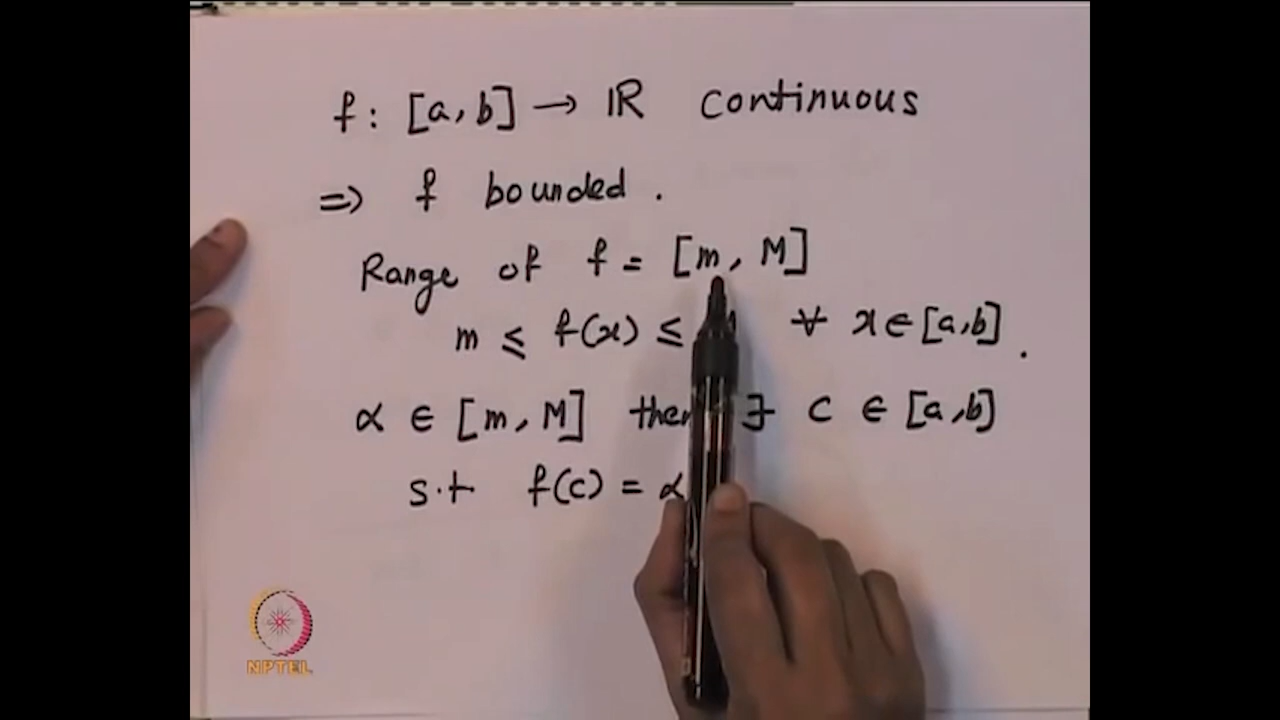 f: [a, b] → ℝ continuous
⇒ f bounded.
Range of f = [m, M]
m ≤ f(x) ≤ ∀ x ∈ [a,b].
α ∈ [m, M] ∃ c ∈ [a,b]
s.t f(c) = α
NPTEL